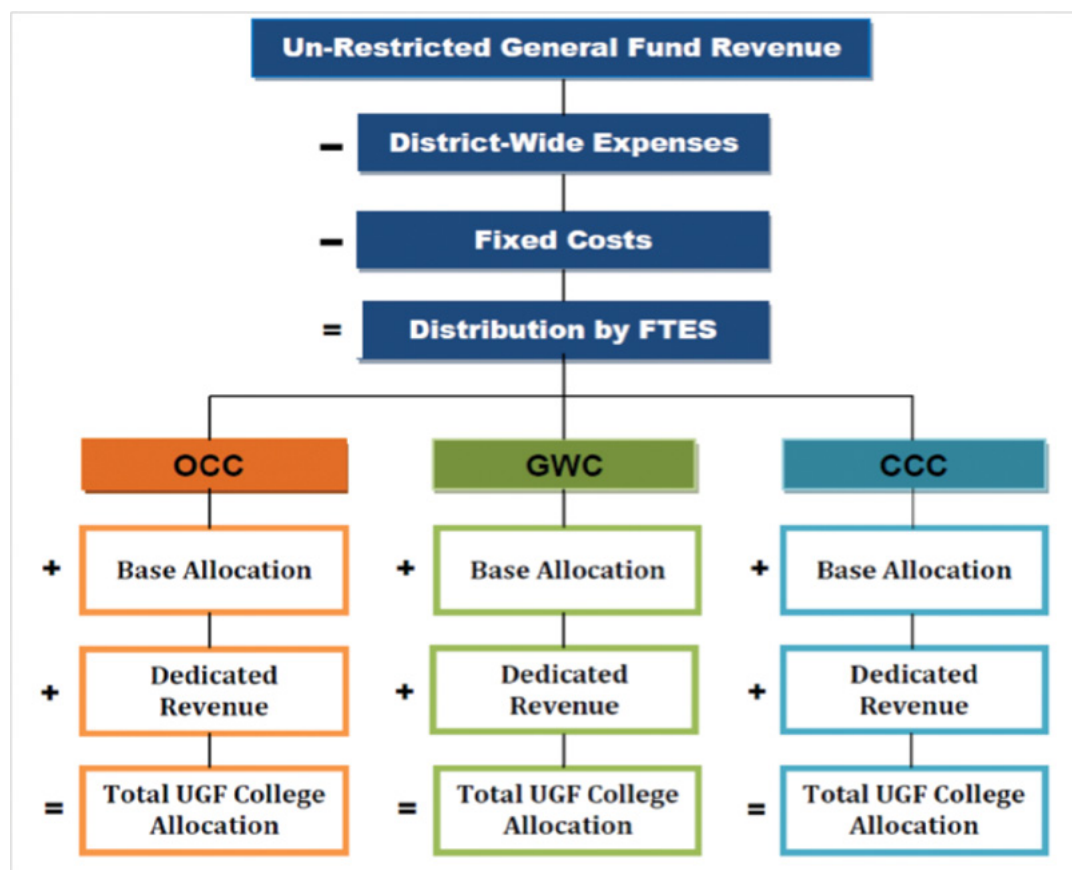 Un-Restricted General Fund Revenue
– District-Wide Expenses
– Fixed Costs
= Distribution by FTES
OCC
GWC
CCC
+ Base Allocation
+ Base Allocation
+ Base Allocation
+ Dedicated
Revenue
+ Dedicated
Revenue
+ Dedicated
Revenue
= Total UGF College
Allocation
= Total UGF College
Allocation
= Total UGF College
Allocation